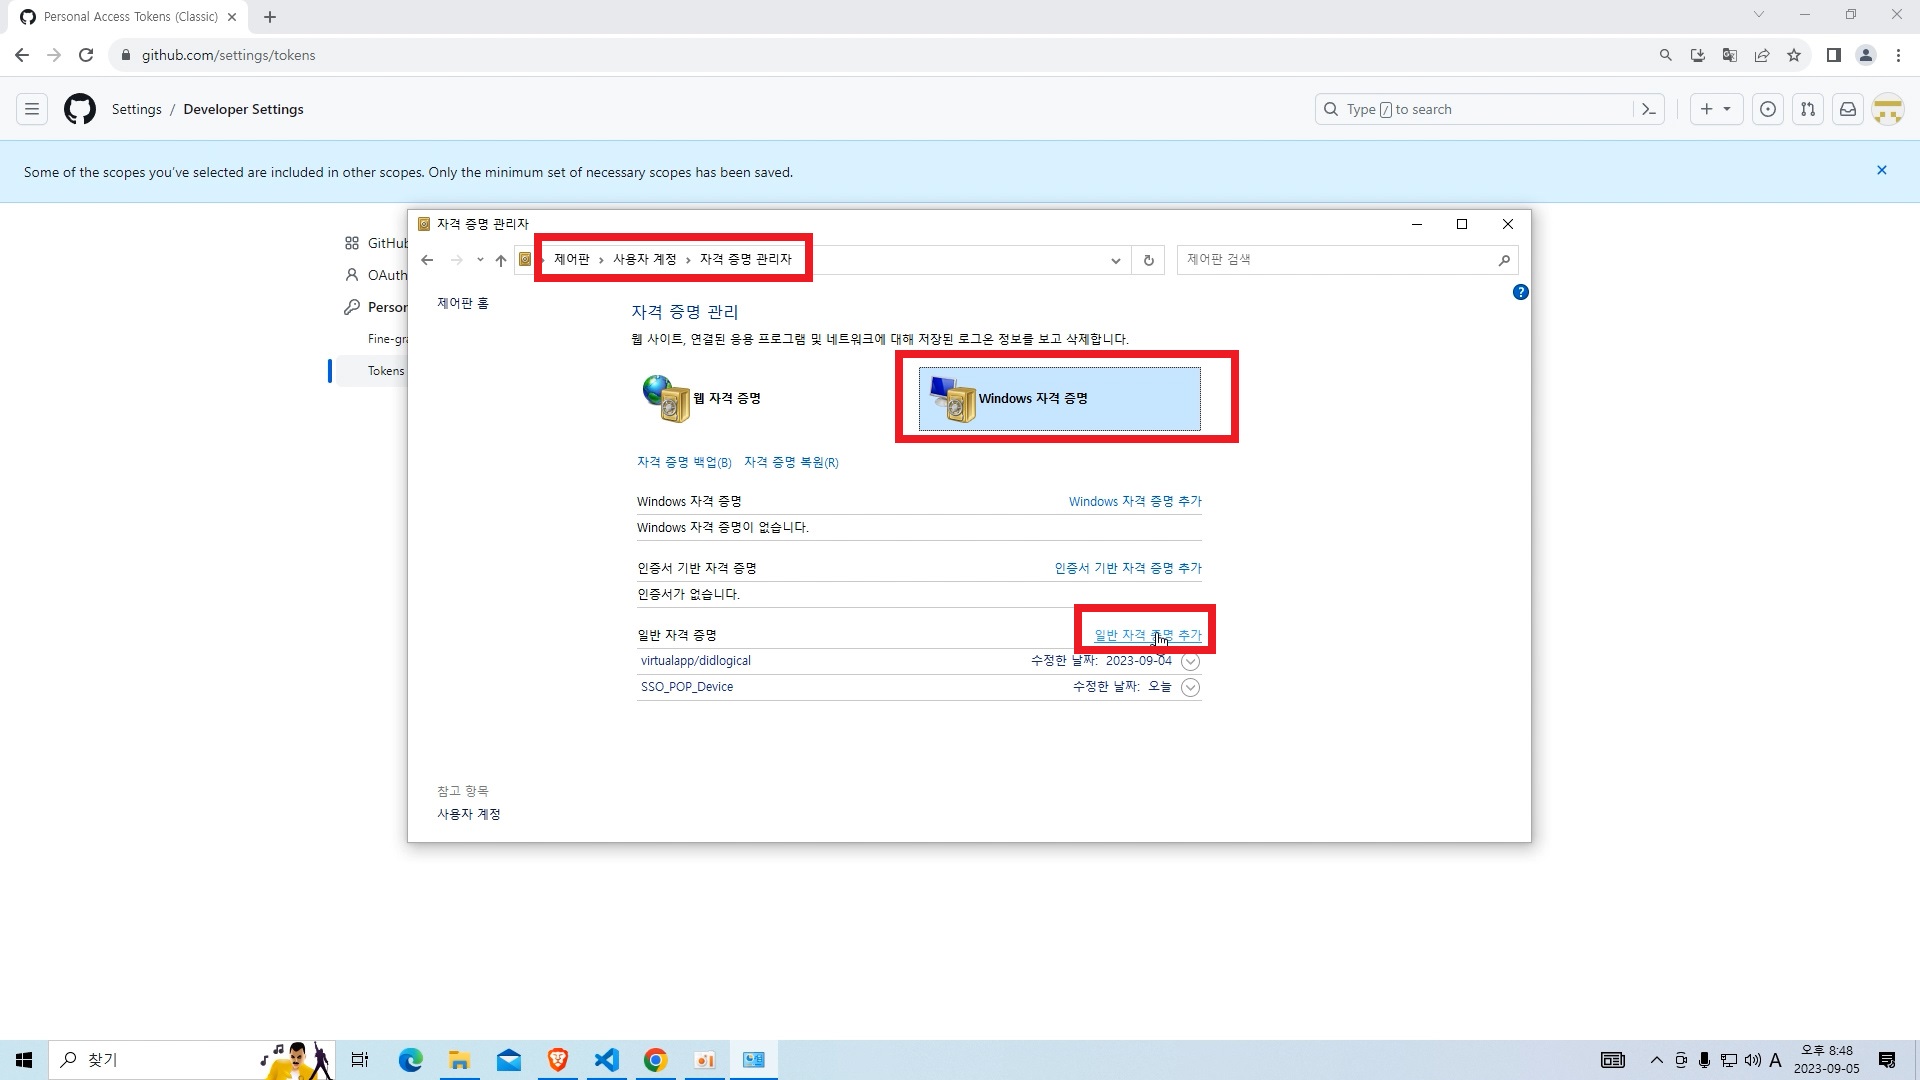 Personal Access Tokens (Classic)
github.com/settings/tokens
Settings / Developer Settings
Type / to search
Some of the scopes you've selected are included in other scopes. Only the minimum set of necessary scopes has been saved.
GitHub
OAuth
Person
Fine-gra
Tokens
자격 증명 관리자
제어판 › 사용자 계정 › 자격 증명 관리자
제어판 검색
제어판 홈
자격 증명 관리
웹 사이트, 연결된 응용 프로그램 및 네트워크에 대해 저장된 로그온 정보를 보고 삭제합니다.
웹 자격 증명
Windows 자격 증명
자격 증명 백업(B) 자격 증명 복원(R)
Windows 자격 증명 Windows 자격 증명 추가
Windows 자격 증명이 없습니다.
인증서 기반 자격 증명 인증서 기반 자격 증명 추가
인증서가 없습니다.
일반 자격 증명 일반 자격 증명 추가
virtualapp/didlogical 수정한 날짜: 2023-09-04
SSO_POP_Device 수정한 날짜: 오늘
참고 항목
사용자 계정
찾기
A
오후 8:48
2023-09-05